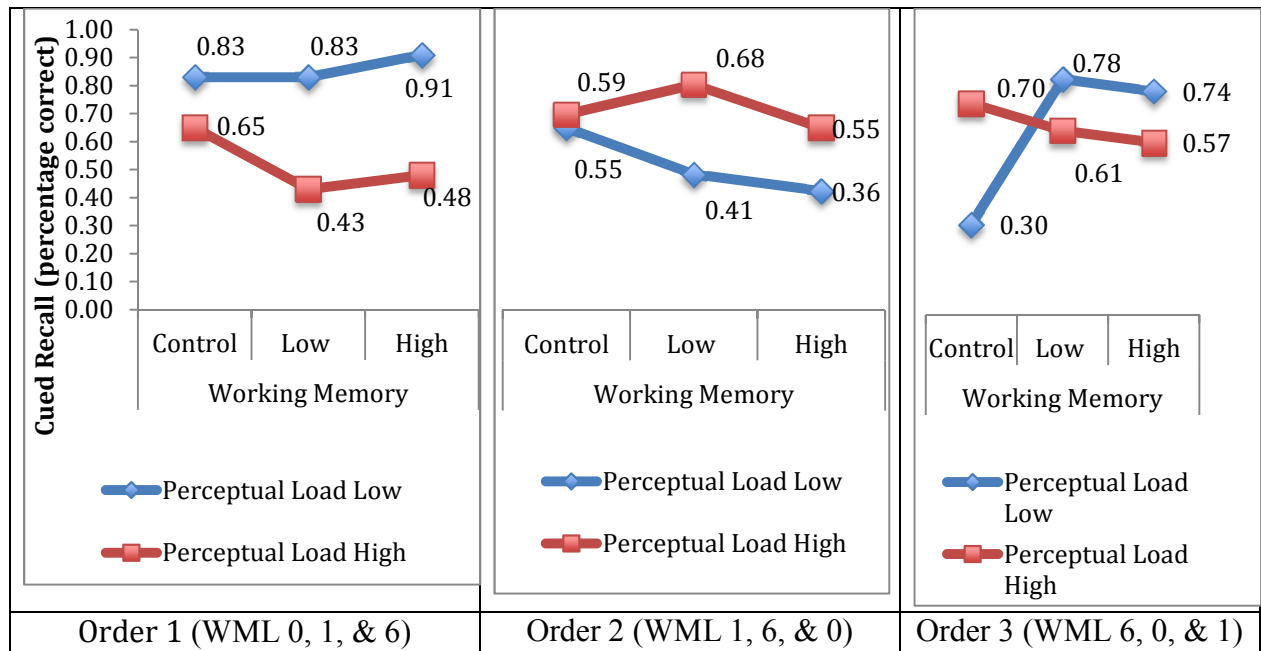 Cued Recall (percentage correct)
1.00
0.90
0.80
0.70
0.60
0.50
0.40
0.30
0.20
0.10
0.00
0.83
0.83
0.91
0.65
0.43
0.48
Control Low High
Working Memory
Perceptual Load Low
Perceptual Load High
Order 1 (WML 0, 1, & 6)
0.59
0.68
0.55
0.55
0.41
0.36
Control Low High
Working Memory
Perceptual Load Low
Perceptual Load High
Order 2 (WML 1, 6, & 0)
0.70
0.78
0.74
0.30
0.61
0.57
Control Low High
Working Memory
Perceptual Load
Low
Perceptual Load
High
Order 3 (WML 6, 0, & 1)